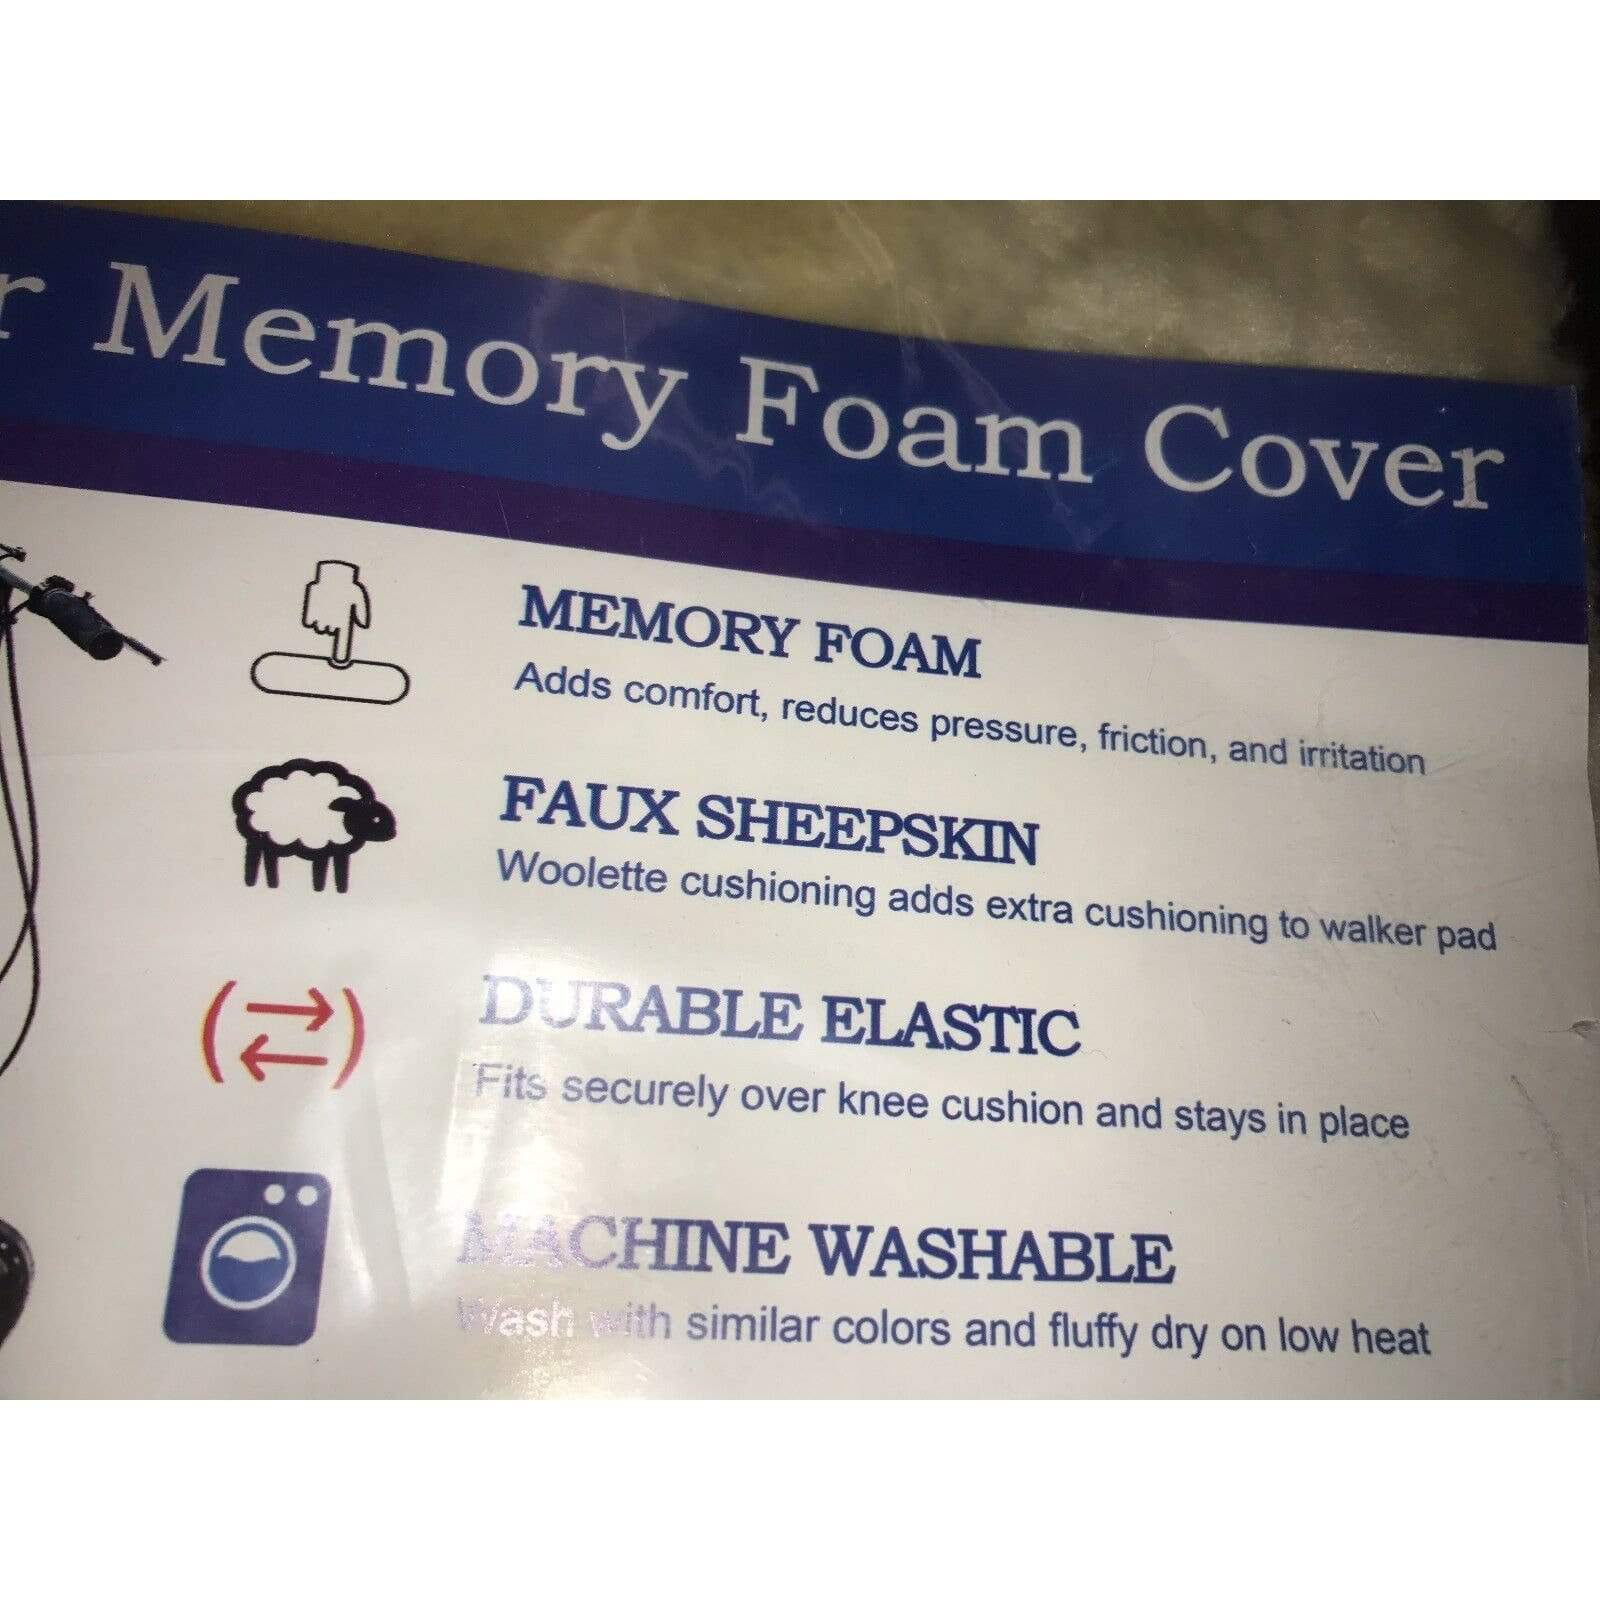 r Memory Foam Cover
MEMORY FOAM
Adds comfort, reduces pressure, friction, and irritation
FAUX SHEEPSKIN
Woolette cushioning adds extra cushioning to walker pad
DURABLE ELASTIC
Fits securely over knee cushion and stays in place
MACHINE WASHABLE
Wash with similar colors and fluffy dry on low heat